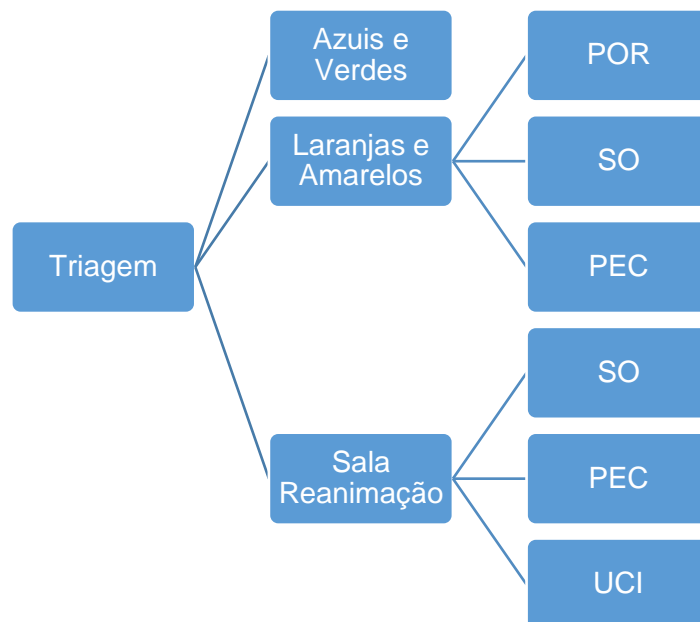 Triagem
Azuis e
Verdes
Laranjas e
Amarelos
POR
SO
PEC
Sala
Reanimação
SO
PEC
UCI